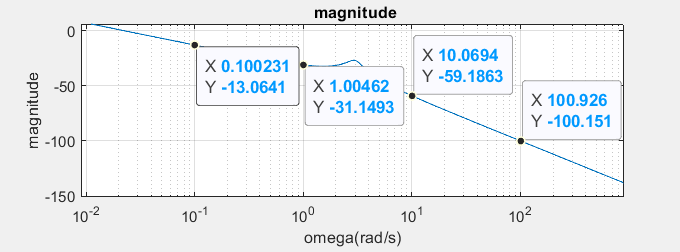 magnitude
0
-50
-100
-150
magnitude
X 0.100231
Y -13.0641
X 1.00462
Y -31.1493
X 10.0694
Y -59.1863
X 100.926
Y -100.151
10^-2
10^-1
10^0
10^1
10^2
omega(rad/s)